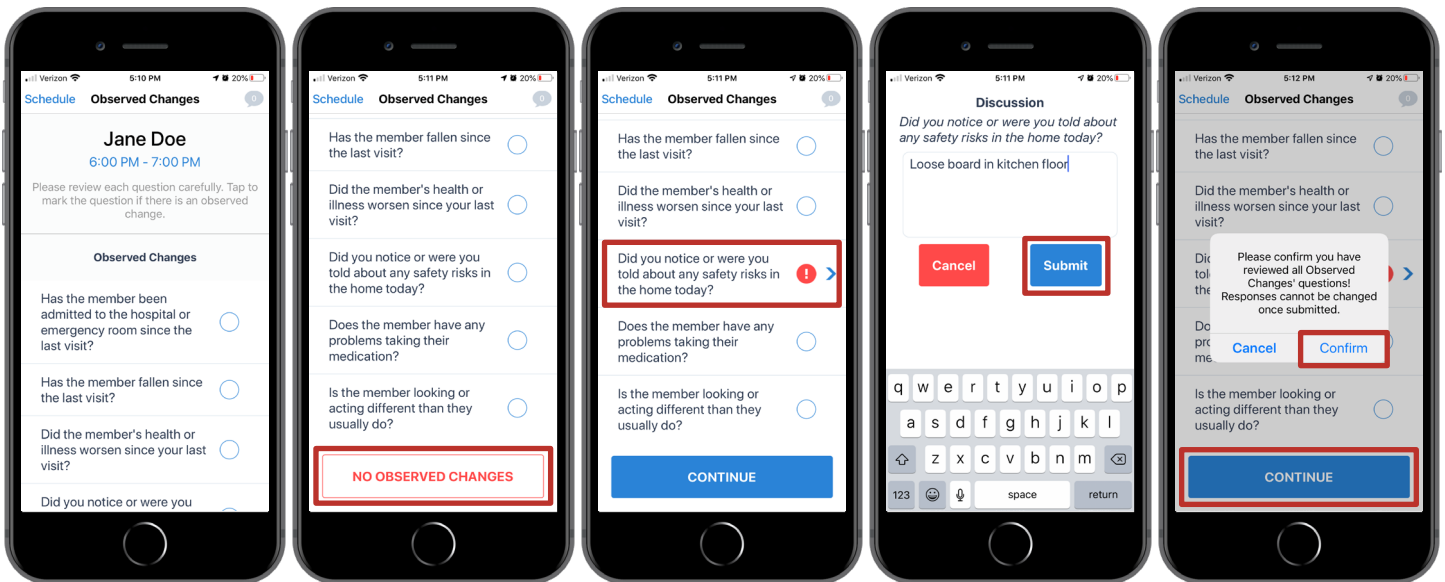 Verizon 5:10 PM 20%
Schedule Observed Changes 0
Jane Doe
6:00 PM - 7:00 PM
Please review each question carefully. Tap to
mark the question if there is an observed
change.
Observed Changes
Has the member been
admitted to the hospital or
emergency room since the
last visit?
Has the member fallen since
the last visit?
Did the member's health or
illness worsen since your last
visit?
Did you notice or were you
Verizon 5:11 PM 20%
Schedule Observed Changes 0
Has the member fallen since
the last visit?
Did the member's health or
illness worsen since your last
visit?
Did you notice or were you
told about any safety risks in
the home today?
Does the member have any
problems taking their
medication?
Is the member looking or
acting different than they
usually do?
NO OBSERVED CHANGES
Verizon 5:11 PM 20%
Schedule Observed Changes 0
Has the member fallen since
the last visit?
Did the member's health or
illness worsen since your last
visit?
Did you notice or were you
told about any safety risks in
the home today?
Does the member have any
problems taking their
medication?
Is the member looking or
acting different than they
usually do?
CONTINUE
Verizon 5:11 PM 20%
Discussion
Did you notice or were you told about
any safety risks in the home today?
Loose board in kitchen floor
Cancel Submit
q w e r t y u i o p
a s d f g h j k l
z x c v b n m
123 space return
Verizon 5:12 PM 20%
Schedule Observed Changes 0
Has the member fallen since
the last visit?
Did the member's health or
illness worsen since your last
visit?
Did
told
the
Please confirm you have
reviewed all Observed
Changes' questions!
Responses cannot be changed
once submitted.
Cancel Confirm
Is the member looking or
acting different than they
usually do?
CONTINUE